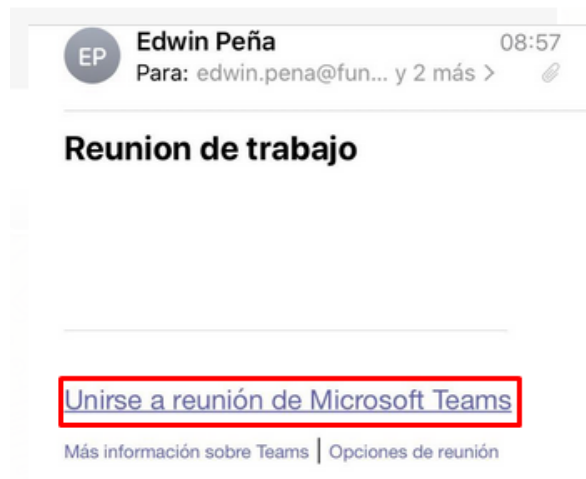 EP
Edwin Peña 08:57
Para: edwin.pena@fun... y 2 más >
Reunion de trabajo
Unirse a reunión de Microsoft Teams
Más información sobre Teams | Opciones de reunión